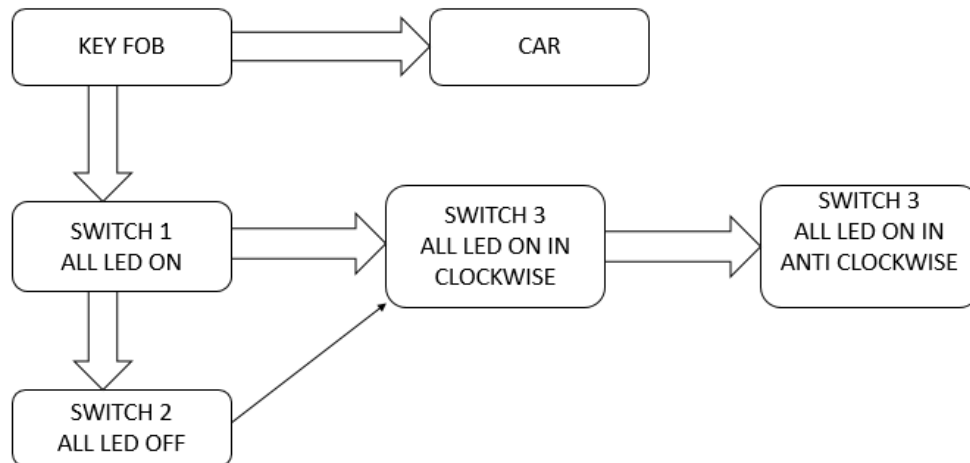 KEY FOB
CAR
SWITCH 1
ALL LED ON
SWITCH 3
ALL LED ON IN
CLOCKWISE
SWITCH 3
ALL LED ON IN
ANTI CLOCKWISE
SWITCH 2
ALL LED OFF